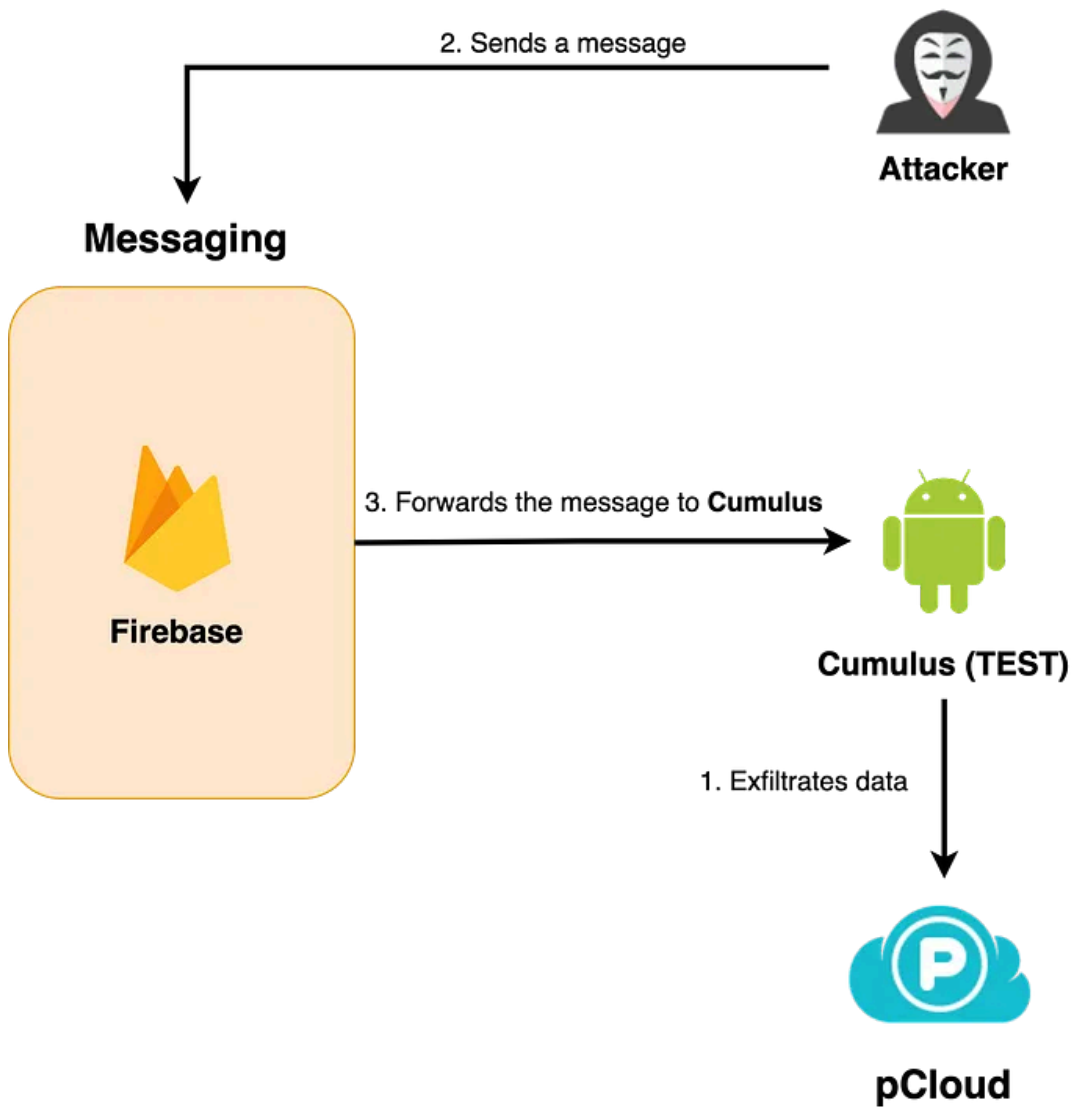 2. Sends a message
Attacker
Messaging
3. Forwards the message to Cumulus
Firebase
Cumulus (TEST)
1. Exfiltrates data
P
pCloud